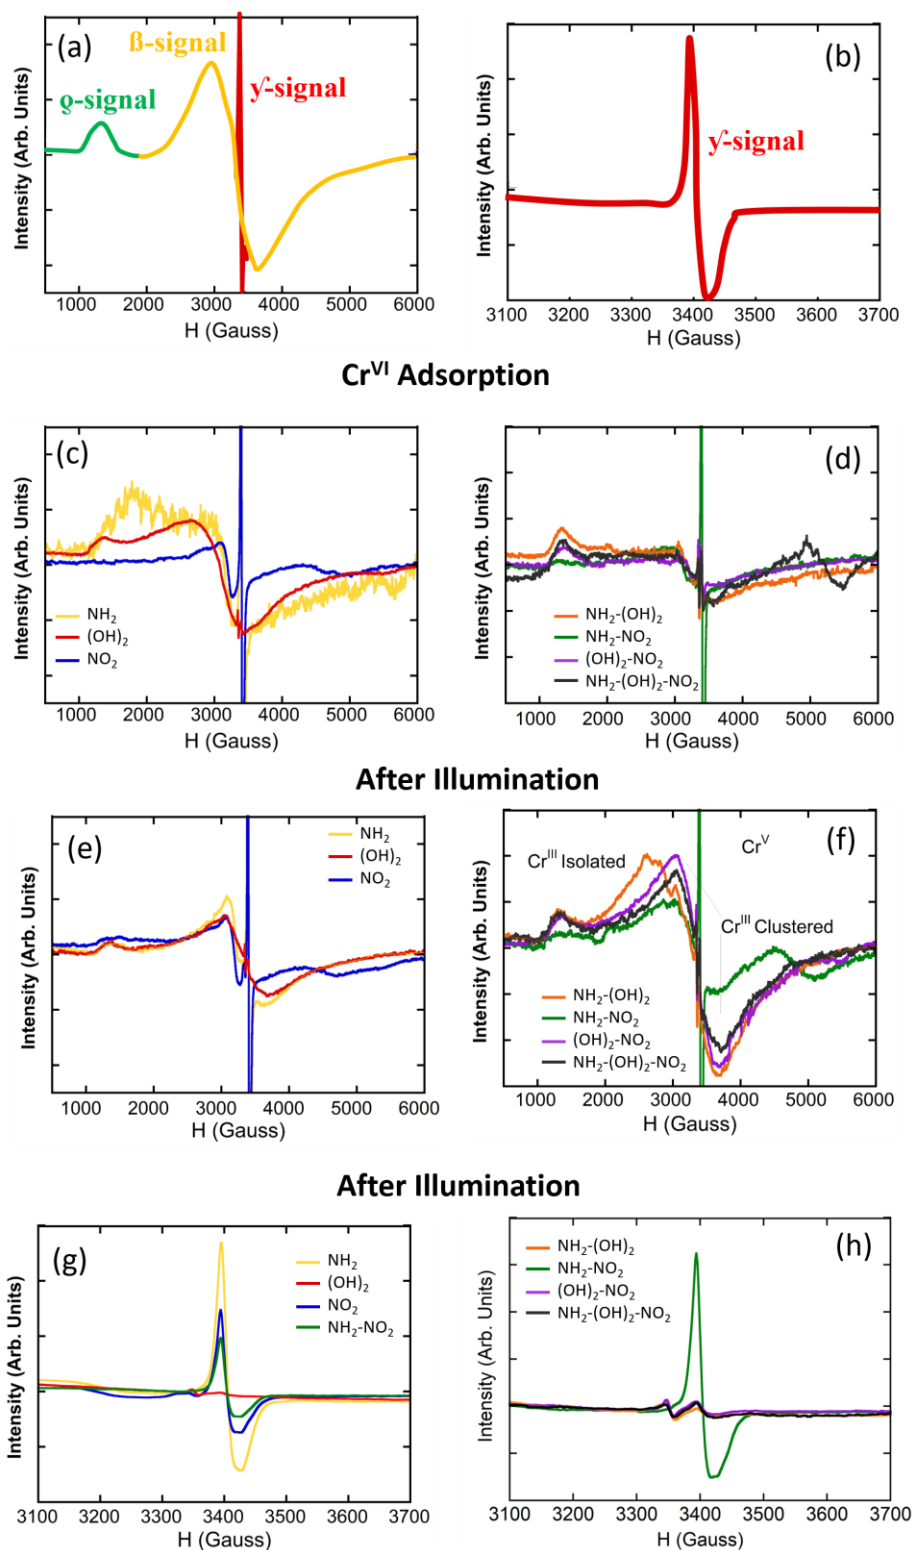 (a)
ϱ-signal
ß-signal
ƴ-signal
Intensity (Arb. Units)
1000 2000 3000 4000 5000 6000
H (Gauss)
(b)
ƴ-signal
Intensity (Arb. Units)
3100 3200 3300 3400 3500 3600 3700
H (Gauss)
Cr^VI Adsorption
(c)
Intensity (Arb. Units)
NH₂
(OH)₂
NO₂
1000 2000 3000 4000 5000 6000
H (Gauss)
(d)
Intensity (Arb. Units)
NH₂-(OH)₂
NH₂-NO₂
(OH)₂-NO₂
NH₂-(OH)₂-NO₂
1000 2000 3000 4000 5000 6000
H (Gauss)
After Illumination
(e)
Intensity (Arb. Units)
NH₂
(OH)₂
NO₂
1000 2000 3000 4000 5000 6000
H (Gauss)
(f)
Intensity (Arb. Units)
Cr^III Isolated
Cr^V
Cr^III Clustered
NH₂-(OH)₂
NH₂-NO₂
(OH)₂-NO₂
NH₂-(OH)₂-NO₂
1000 2000 3000 4000 5000 6000
H (Gauss)
After Illumination
(g)
Intensity (Arb. Units)
NH₂
(OH)₂
NO₂
NH₂-NO₂
3100 3200 3300 3400 3500 3600 3700
H (Gauss)
(h)
Intensity (Arb. Units)
NH₂-(OH)₂
NH₂-NO₂
(OH)₂-NO₂
NH₂-(OH)₂-NO₂
3100 3200 3300 3400 3500 3600 3700
H (Gauss)